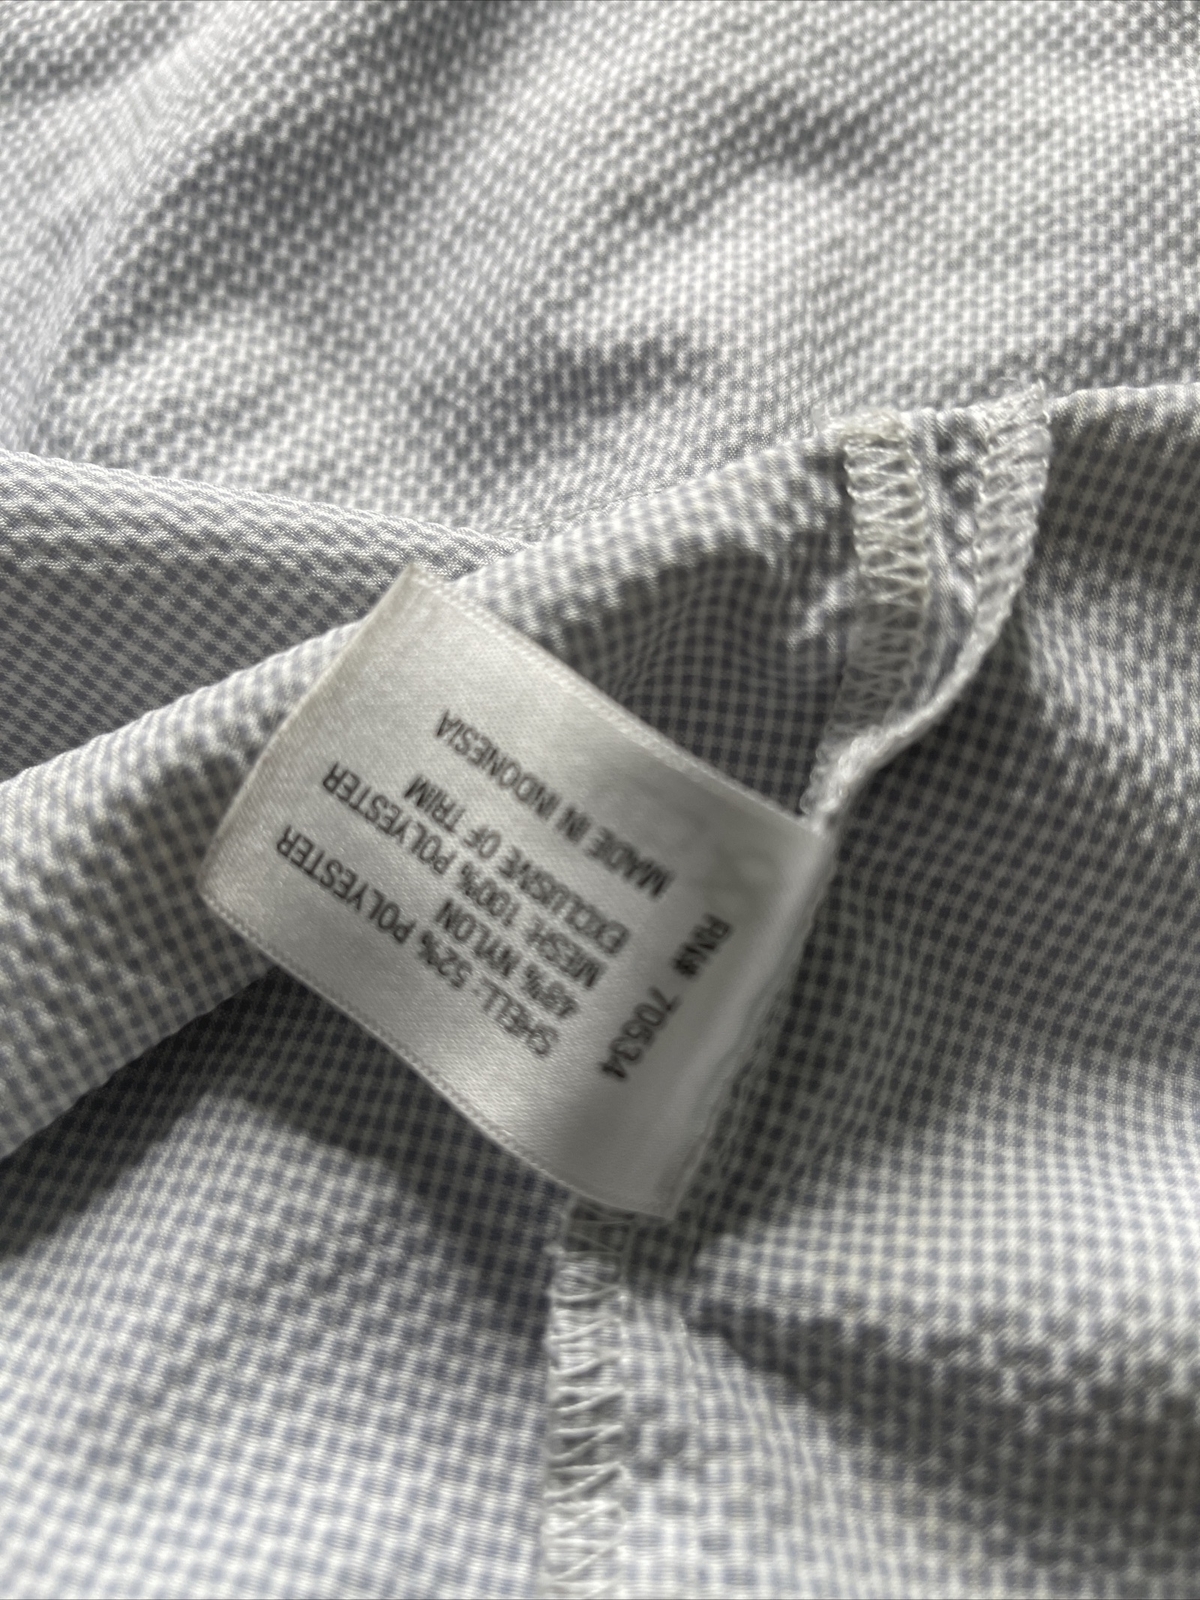 RN# 70534
SHELL: 52% POLYESTER
48% NYLON
MESH: 100% POLYESTER
EXCLUSIVE OF TRIM
MADE IN INDONESIA